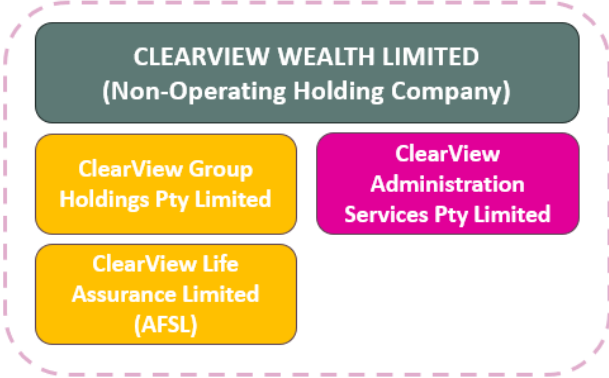 CLEARVIEW WEALTH LIMITED
(Non-Operating Holding Company)
ClearView Group
Holdings Pty Limited
ClearView
Administration
Services Pty Limited
ClearView Life
Assurance Limited
(AFSL)